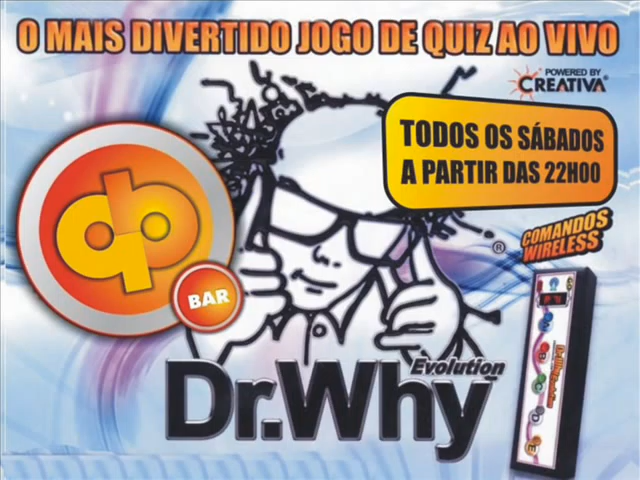 O MAIS DIVERTIDO JOGO DE QUIZ AO VIVO
POWERED BY
CREATIVA®
TODOS OS SÁBADOS
A PARTIR DAS 22H00
qb
BAR
®
COMANDOS
WIRELESS
Evolution
Dr.Why
A
B
C
D
E